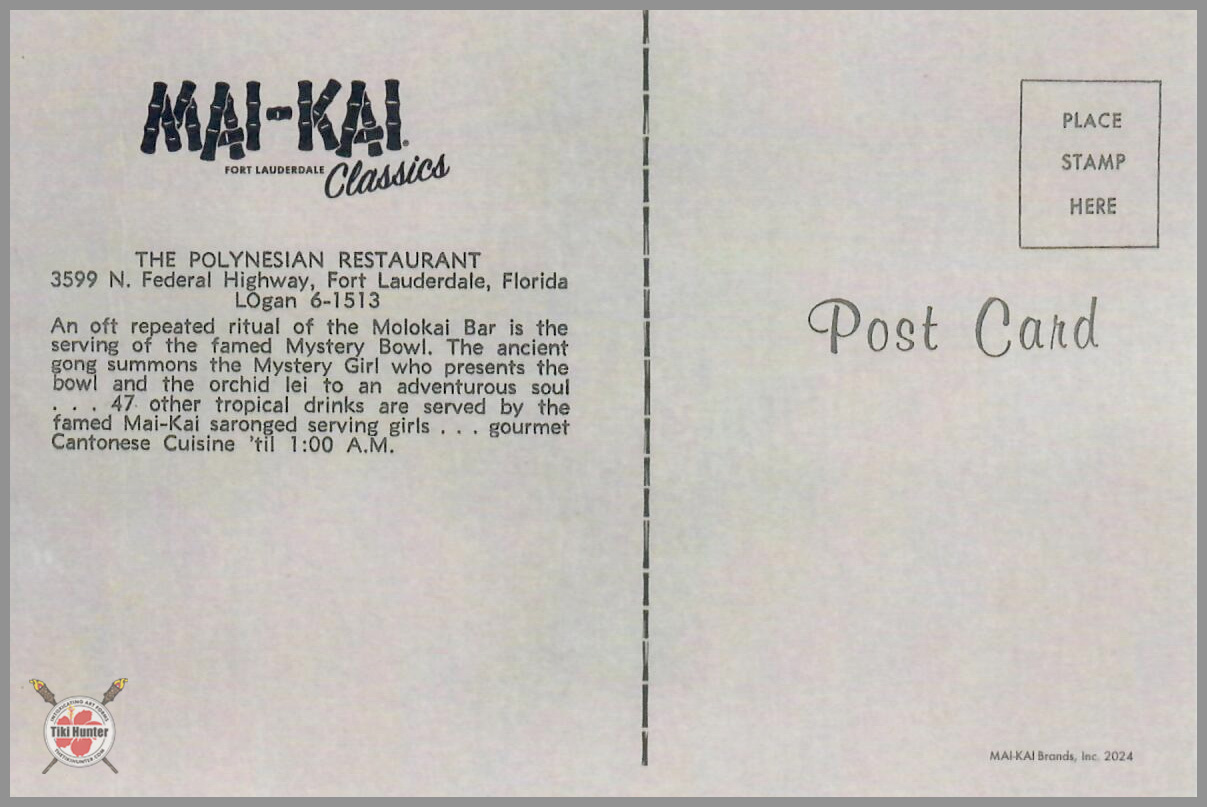 MAI-KAI®
FORT LAUDERDALE Classics
THE POLYNESIAN RESTAURANT
3599 N. Federal Highway, Fort Lauderdale, Florida
LOgan 6-1513
An oft repeated ritual of the Molokai Bar is the
serving of the famed Mystery Bowl. The ancient
gong summons the Mystery Girl who presents the
bowl and the orchid lei to an adventurous soul
. . . 47 other tropical drinks are served by the
famed Mai-Kai saronged serving girls . . . gourmet
Cantonese Cuisine 'til 1:00 A.M.
PLACE
STAMP
HERE
Post Card
MAI-KAI Brands, Inc. 2024
Tiki Hunter
THETIKIHUNTER.COM